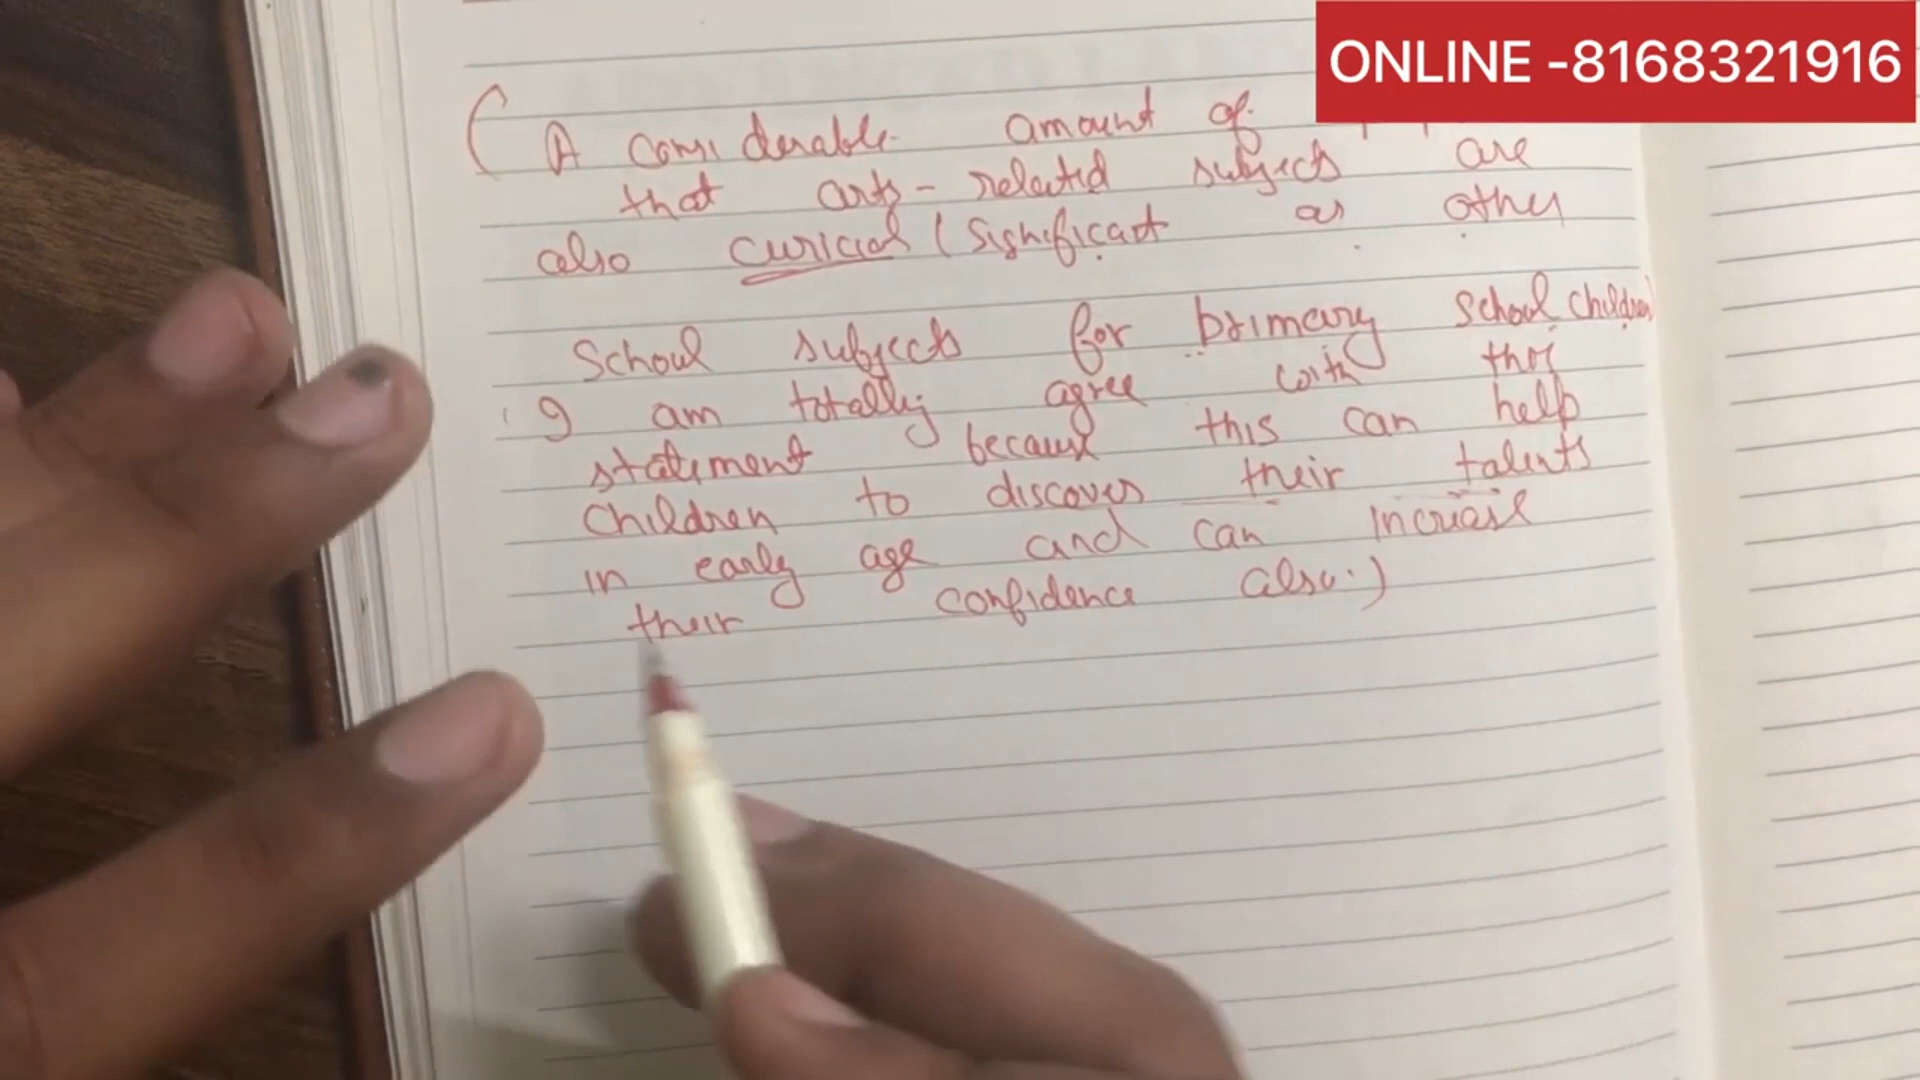 ONLINE -8168321916
( A considerable amount of
that arts-related subjects are
also curicial / significant as other
School subjects for primary school children
I am totally agree with that
statement because this can help
children to discover their talents
in early age and can increase
their confidence also.)